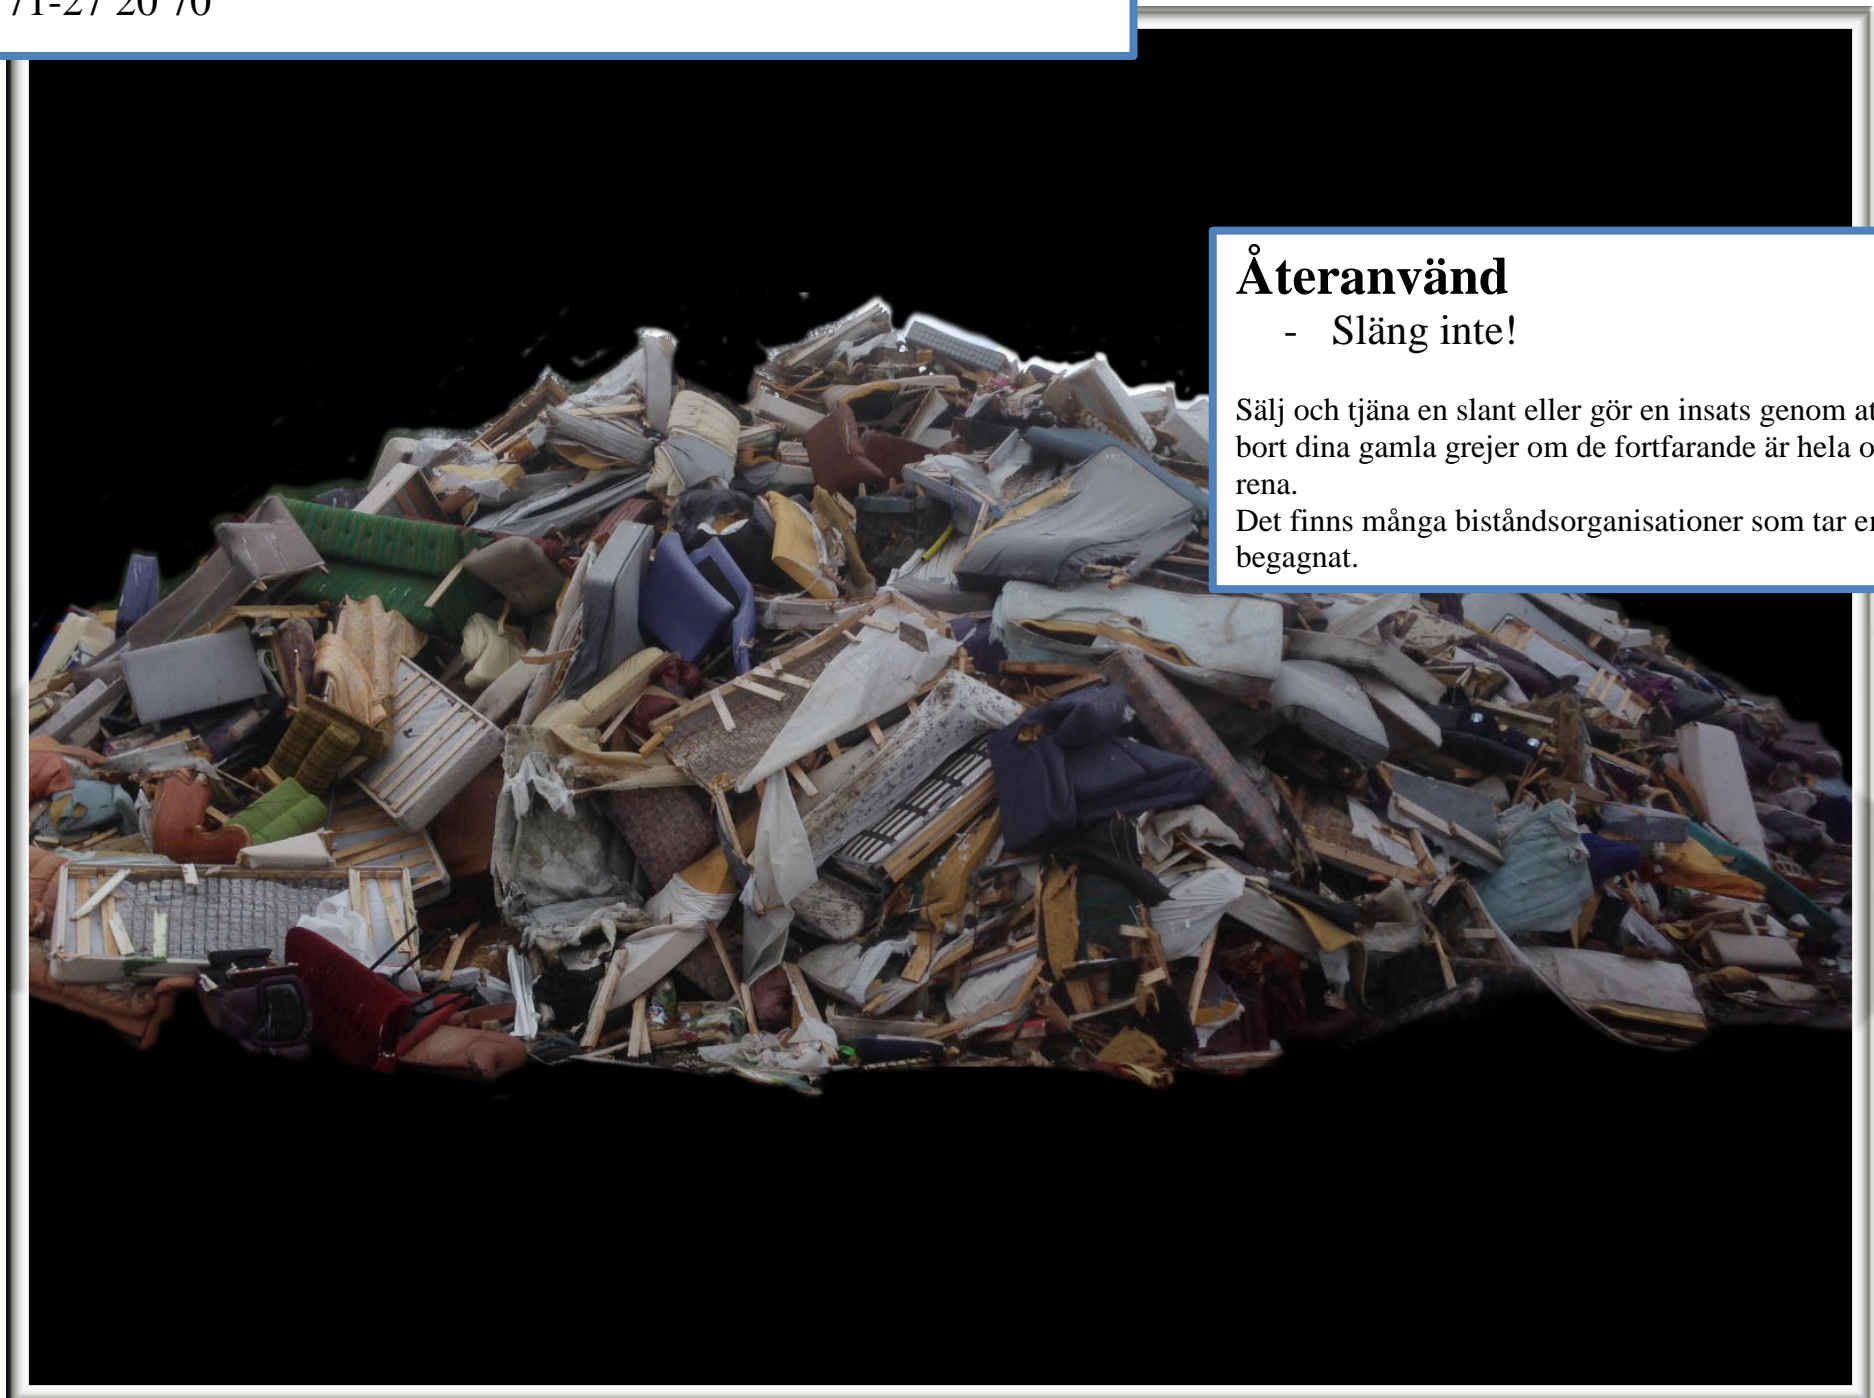 71-27 20 70
Återanvänd
- Släng inte!
Sälj och tjäna en slant eller gör en insats genom at
bort dina gamla grejer om de fortfarande är hela o
rena.
Det finns många biståndsorganisationer som tar e
begagnat.